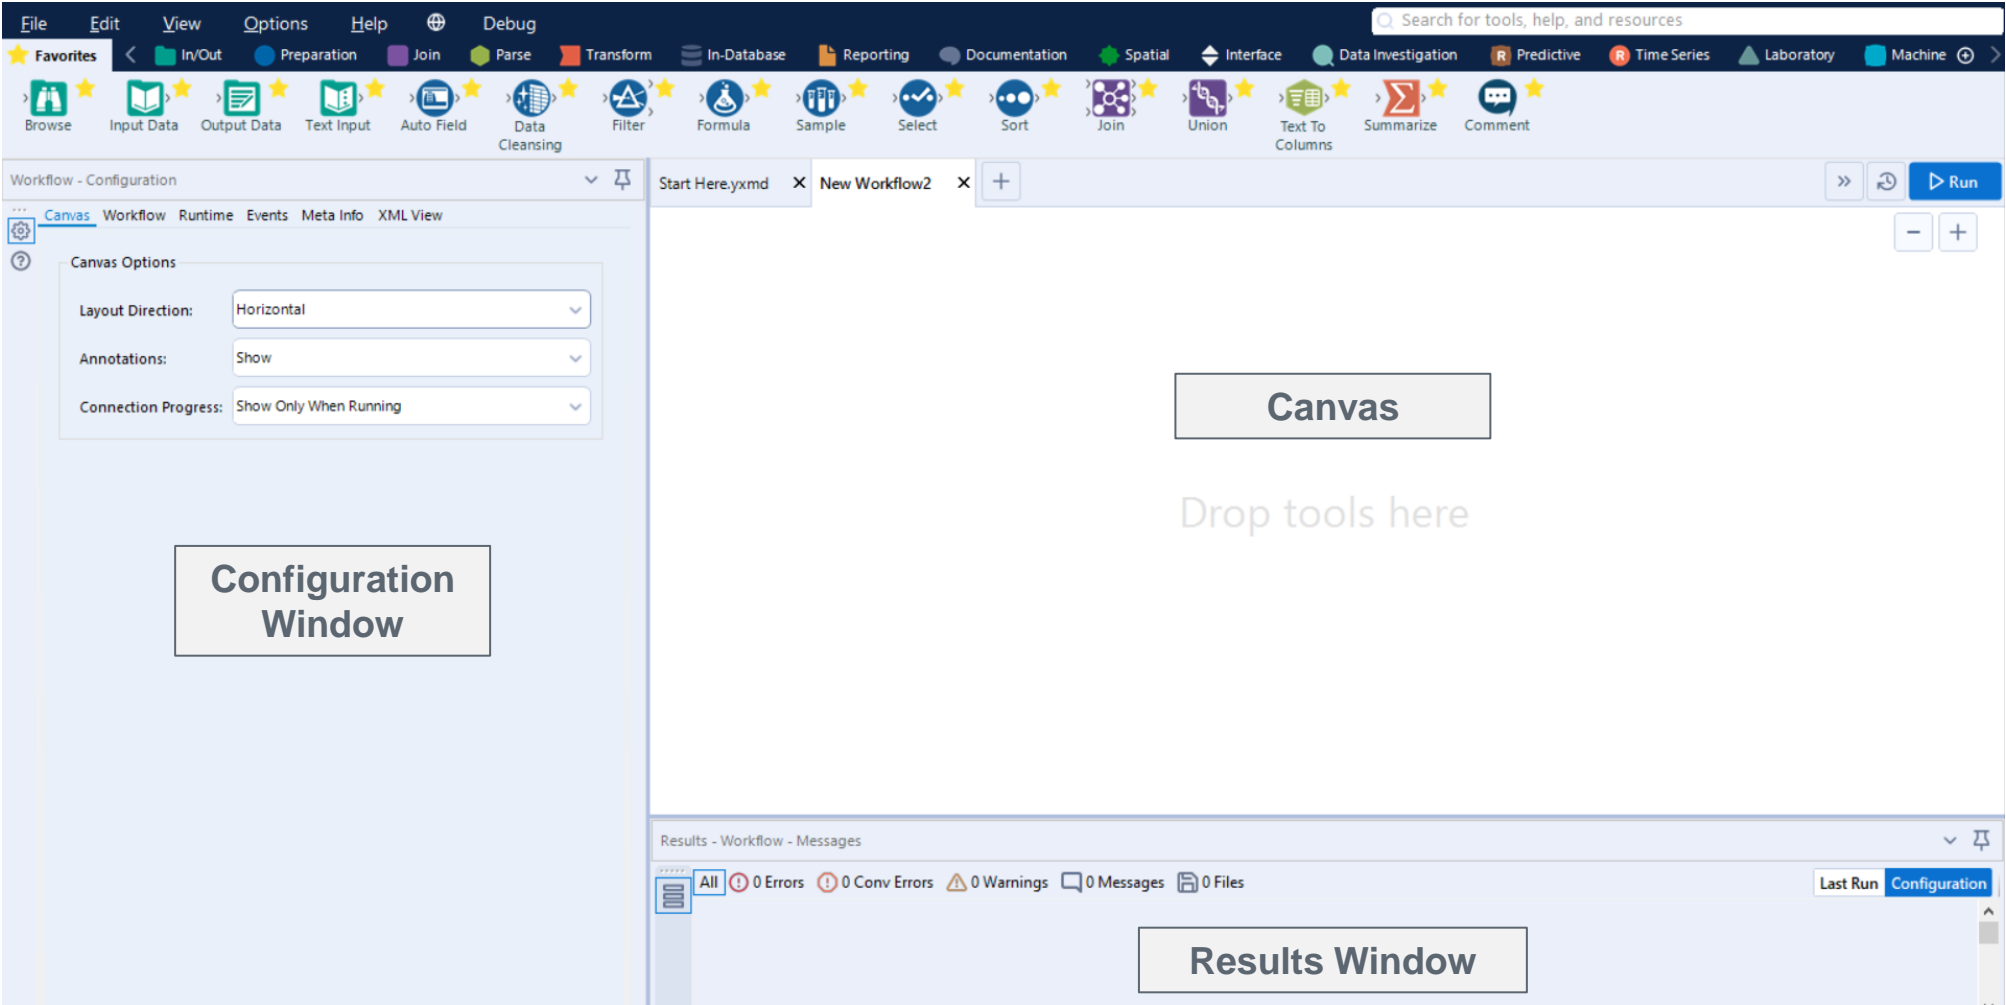 File Edit View Options Help Debug Search for tools, help, and resources
Favorites In/Out Preparation Join Parse Transform In-Database Reporting Documentation Spatial Interface Data Investigation R Predictive R Time Series Laboratory Machine
Browse Input Data Output Data Text Input Auto Field Data Cleansing Filter Formula Sample Select Sort Join Union Text To Columns Summarize Comment
Workflow - Configuration
Start Here.yxmd New Workflow2 Run
Canvas Workflow Runtime Events Meta Info XML View
Canvas Options
Layout Direction: Horizontal
Annotations: Show
Connection Progress: Show Only When Running
Canvas
Drop tools here
Configuration
Window
Results - Workflow - Messages
All 0 Errors 0 Conv Errors 0 Warnings 0 Messages 0 Files Last Run Configuration
Results Window